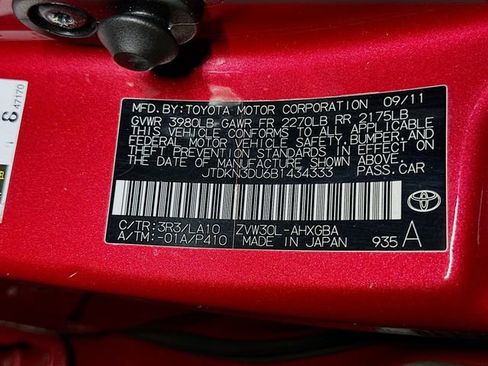 MFD.BY:TOYOTA MOTOR CORPORATION 09/11
GVWR 3980LB GAWR FR 2270LB RR 2175LB
THIS VEHICLE CONFORMS TO ALL APPLICABLE
FEDERAL MOTOR VEHICLE SAFETY, BUMPER, AND
THEFT PREVENTION STANDARDS IN EFFECT ON
THE DATE OF MANUFACTURE SHOWN ABOVE.
JTDKN3DU6B1434333 PASS.CAR
C/TR:3R3/LA10 ZVW30L-AHXGBA
A/TM:-01A/P410 MADE IN JAPAN 935 A
TOYOTA
47170